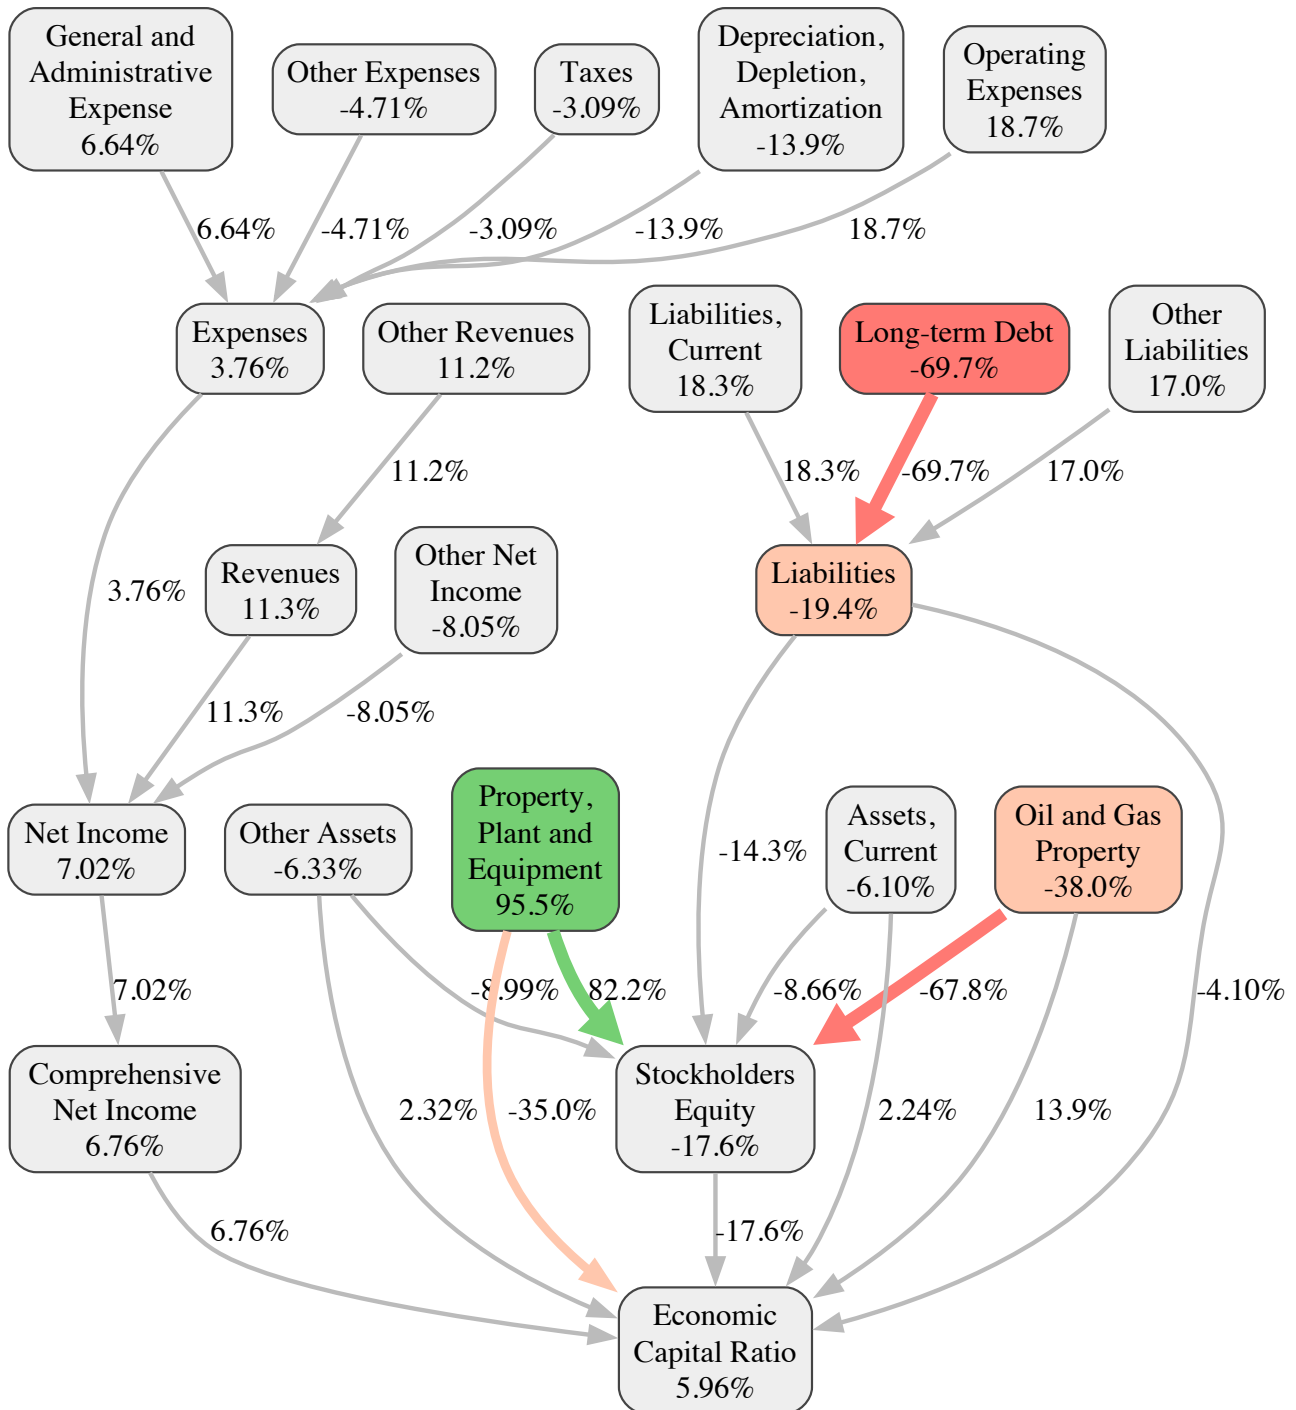 General and
Administrative
Expense
6.64%
Other Expenses
-4.71%
Taxes
-3.09%
Depreciation,
Depletion,
Amortization
-13.9%
Operating
Expenses
18.7%
6.64%
-4.71%
-3.09%
-13.9%
18.7%
Expenses
3.76%
Other Revenues
11.2%
Liabilities,
Current
18.3%
Long-term Debt
-69.7%
Other
Liabilities
17.0%
11.2%
18.3%
-69.7%
17.0%
3.76%
Revenues
11.3%
Other Net
Income
-8.05%
Liabilities
-19.4%
11.3%
-8.05%
Net Income
7.02%
Other Assets
-6.33%
Property,
Plant and
Equipment
95.5%
-14.3%
Assets,
Current
-6.10%
Oil and Gas
Property
-38.0%
7.02%
-8.99%
82.2%
-8.66%
-67.8%
-4.10%
Comprehensive
Net Income
6.76%
2.32%
-35.0%
Stockholders
Equity
-17.6%
2.24%
13.9%
6.76%
-17.6%
Economic
Capital Ratio
5.96%